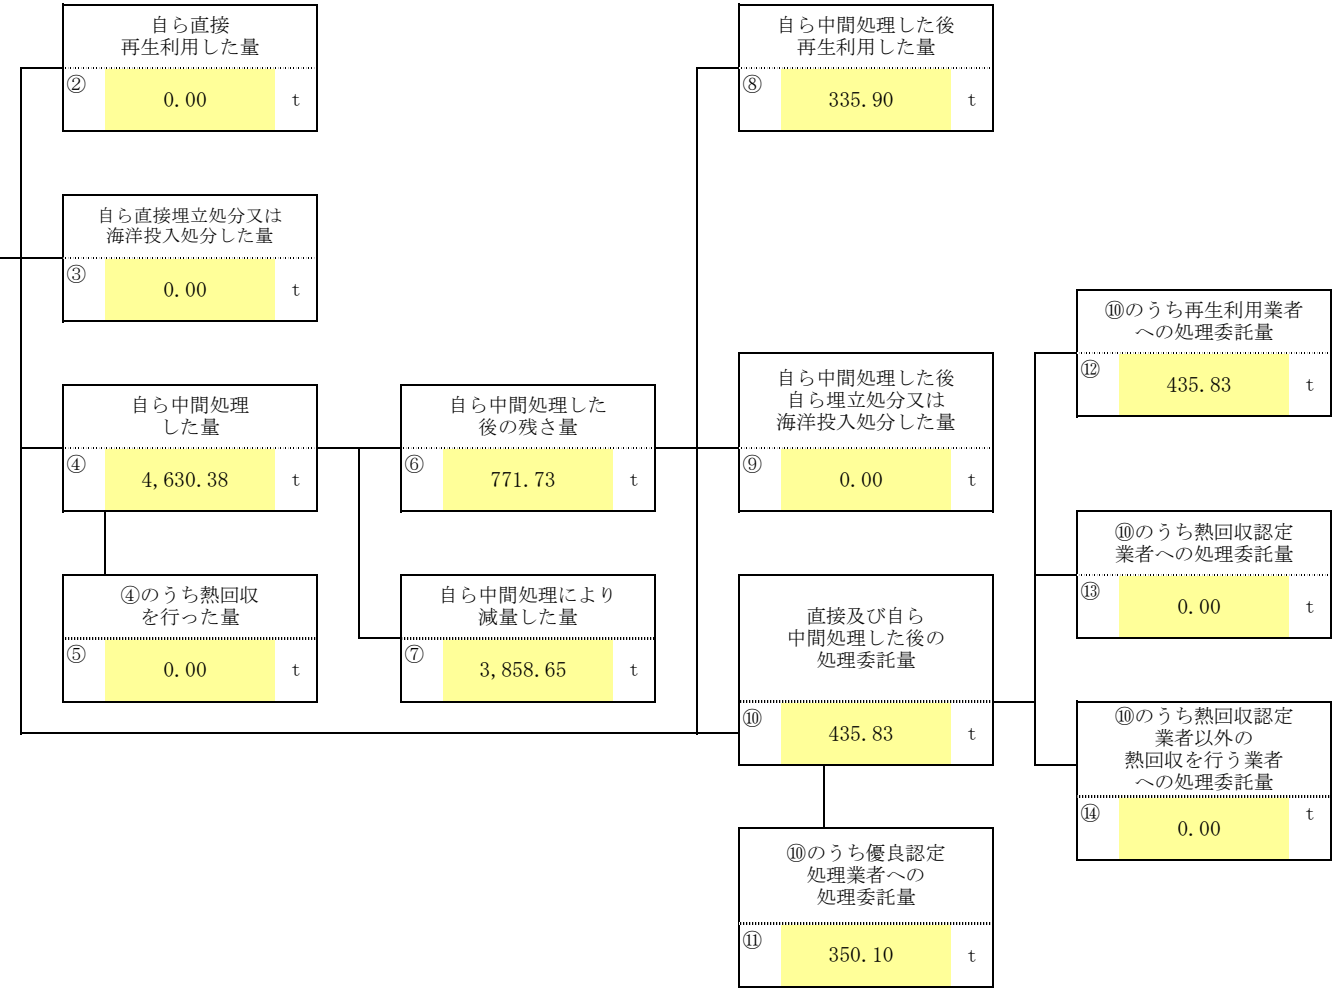 自ら直接
再生利用した量
② 0.00 t
自ら直接埋立処分又は
海洋投入処分した量
③ 0.00 t
自ら中間処理
した量
④ 4,630.38 t
④のうち熱回収
を行った量
⑤ 0.00 t
自ら中間処理した
後の残さ量
⑥ 771.73 t
自ら中間処理により
減量した量
⑦ 3,858.65 t
自ら中間処理した後
再生利用した量
⑧ 335.90 t
自ら中間処理した後
自ら埋立処分又は
海洋投入処分した量
⑨ 0.00 t
直接及び自ら
中間処理した後の
処理委託量
⑩ 435.83 t
⑩のうち優良認定
処理業者への
処理委託量
⑪ 350.10 t
⑩のうち再生利用業者
への処理委託量
⑫ 435.83 t
⑩のうち熱回収認定
業者への処理委託量
⑬ 0.00 t
⑩のうち熱回収認定
業者以外の
熱回収を行う業者
への処理委託量
⑭ 0.00 t